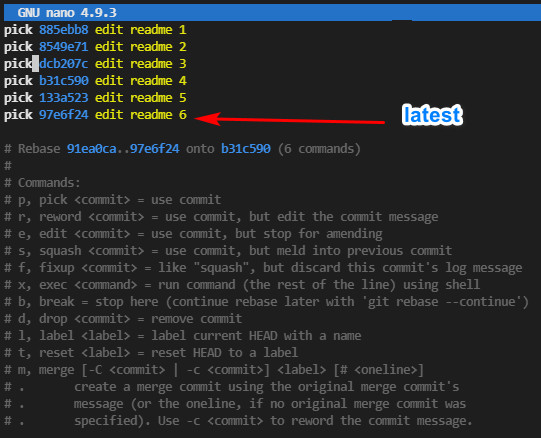 GNU nano 4.9.3
pick 885ebb8 edit readme 1
pick 8549e71 edit readme 2
pick dcb207c edit readme 3
pick b31c590 edit readme 4
pick 133a523 edit readme 5
pick 97e6f24 edit readme 6
latest
# Rebase 91ea0ca..97e6f24 onto b31c590 (6 commands)
#
# Commands:
# p, pick <commit> = use commit
# r, reword <commit> = use commit, but edit the commit message
# e, edit <commit> = use commit, but stop for amending
# s, squash <commit> = use commit, but meld into previous commit
# f, fixup <commit> = like "squash", but discard this commit's log message
# x, exec <command> = run command (the rest of the line) using shell
# b, break = stop here (continue rebase later with 'git rebase --continue')
# d, drop <commit> = remove commit
# l, label <label> = label current HEAD with a name
# t, reset <label> = reset HEAD to a label
# m, merge [-C <commit> | -c <commit>] <label> [# <oneline>]
# .       create a merge commit using the original merge commit's
# .       message (or the oneline, if no original merge commit was
# .       specified). Use -c <commit> to reword the commit message.